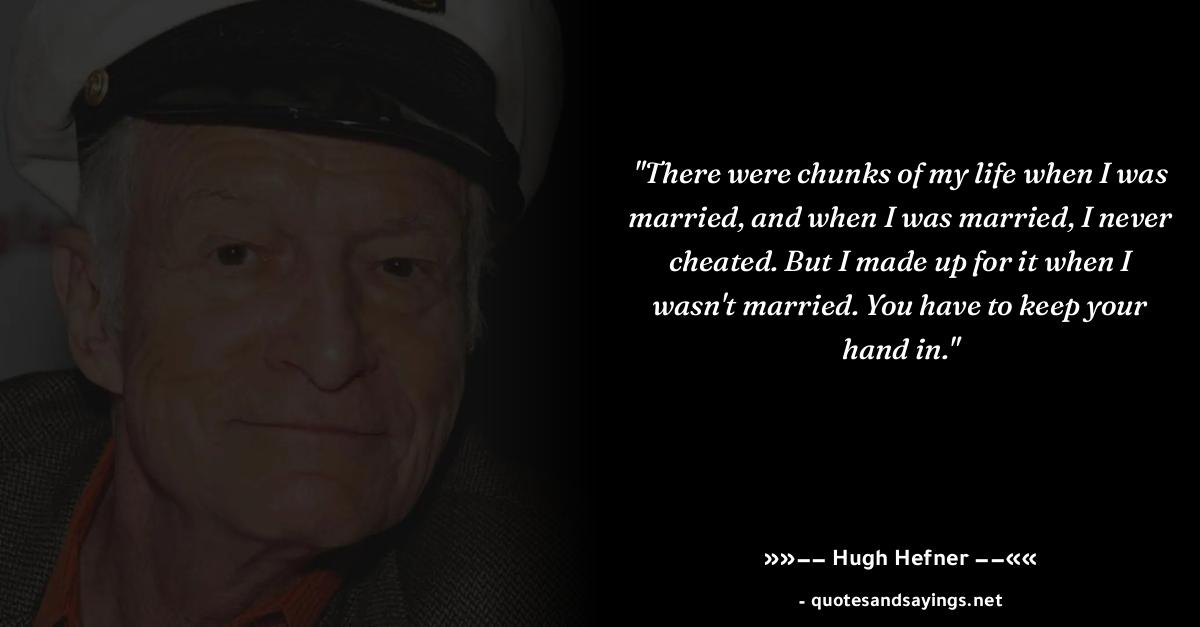 "There were chunks of my life when I was
married, and when I was married, I never
cheated. But I made up for it when I
wasn't married. You have to keep your
hand in."
»»−− Hugh Hefner −−««
- quotesandsayings.net